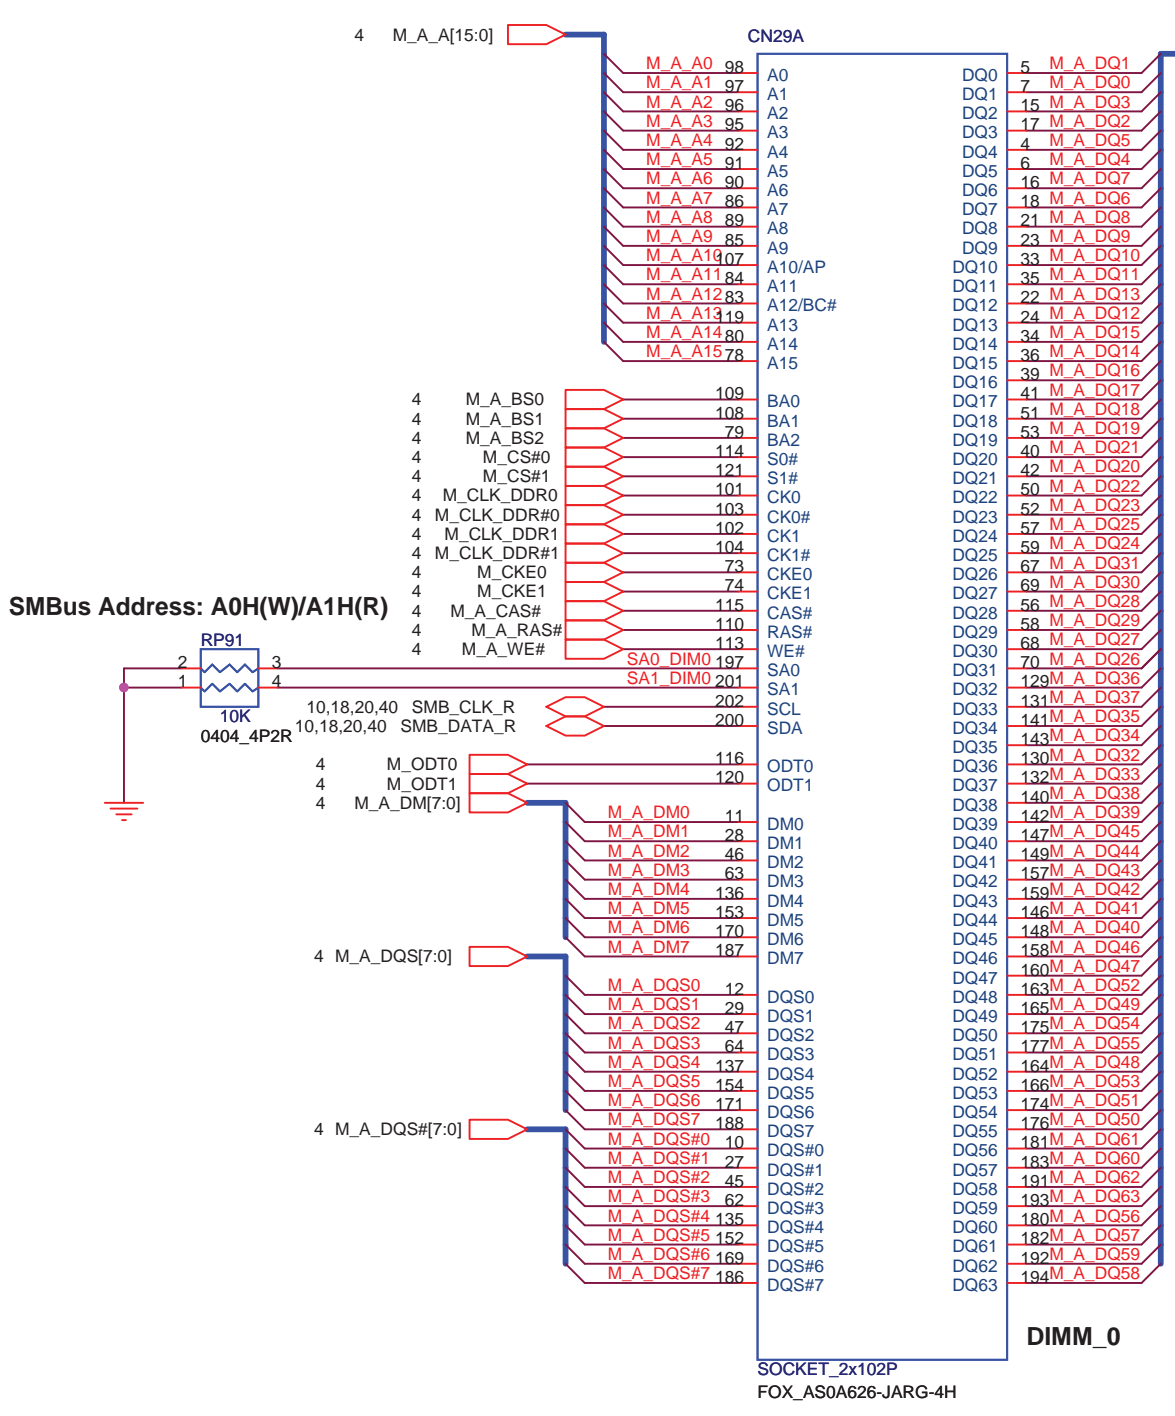 4 M_A_A[15:0]
CN29A
M_A_A0 98 A0 DQ0 5 M_A_DQ1
M_A_A1 97 A1 DQ1 7 M_A_DQ0
M_A_A2 96 A2 DQ2 15 M_A_DQ3
M_A_A3 95 A3 DQ3 17 M_A_DQ2
M_A_A4 92 A4 DQ4 4 M_A_DQ5
M_A_A5 91 A5 DQ5 6 M_A_DQ4
M_A_A6 90 A6 DQ6 16 M_A_DQ7
M_A_A7 86 A7 DQ7 18 M_A_DQ6
M_A_A8 89 A8 DQ8 21 M_A_DQ8
M_A_A9 85 A9 DQ9 23 M_A_DQ9
M_A_A10 107 A10/AP DQ10 33 M_A_DQ10
M_A_A11 84 A11 DQ11 35 M_A_DQ11
M_A_A12 83 A12/BC# DQ12 22 M_A_DQ13
M_A_A13 119 A13 DQ13 24 M_A_DQ12
M_A_A14 80 A14 DQ14 34 M_A_DQ15
M_A_A15 78 A15 DQ15 36 M_A_DQ14
DQ16 39 M_A_DQ16
4 M_A_BS0 109 BA0 DQ17 41 M_A_DQ17
4 M_A_BS1 108 BA1 DQ18 51 M_A_DQ18
4 M_A_BS2 79 BA2 DQ19 53 M_A_DQ19
4 M_CS#0 114 S0# DQ20 40 M_A_DQ21
4 M_CS#1 121 S1# DQ21 42 M_A_DQ20
4 M_CLK_DDR0 101 CK0 DQ22 50 M_A_DQ22
4 M_CLK_DDR#0 103 CK0# DQ23 52 M_A_DQ23
4 M_CLK_DDR1 102 CK1 DQ24 57 M_A_DQ25
4 M_CLK_DDR#1 104 CK1# DQ25 59 M_A_DQ24
4 M_CKE0 73 CKE0 DQ26 67 M_A_DQ31
4 M_CKE1 74 CKE1 DQ27 69 M_A_DQ30
4 M_A_CAS# 115 CAS# DQ28 56 M_A_DQ28
4 M_A_RAS# 110 RAS# DQ29 58 M_A_DQ29
4 M_A_WE# 113 WE# DQ30 68 M_A_DQ27
SMBus Address: A0H(W)/A1H(R)
RP91
2 3 SA0_DIM0 197 SA0 DQ31 70 M_A_DQ26
1 4 SA1_DIM0 201 SA1 DQ32 129 M_A_DQ36
10K
0404_4P2R
10,18,20,40 SMB_CLK_R 202 SCL DQ33 131 M_A_DQ37
10,18,20,40 SMB_DATA_R 200 SDA DQ34 141 M_A_DQ35
DQ35 143 M_A_DQ34
4 M_ODT0 116 ODT0 DQ36 130 M_A_DQ32
4 M_ODT1 120 ODT1 DQ37 132 M_A_DQ33
4 M_A_DM[7:0] DQ38 140 M_A_DQ38
M_A_DM0 11 DM0 DQ39 142 M_A_DQ39
M_A_DM1 28 DM1 DQ40 147 M_A_DQ45
M_A_DM2 46 DM2 DQ41 149 M_A_DQ44
M_A_DM3 63 DM3 DQ42 157 M_A_DQ43
M_A_DM4 136 DM4 DQ43 159 M_A_DQ42
M_A_DM5 153 DM5 DQ44 146 M_A_DQ41
M_A_DM6 170 DM6 DQ45 148 M_A_DQ40
M_A_DM7 187 DM7 DQ46 158 M_A_DQ46
4 M_A_DQS[7:0] DQ47 160 M_A_DQ47
M_A_DQS0 12 DQS0 DQ48 163 M_A_DQ52
M_A_DQS1 29 DQS1 DQ49 165 M_A_DQ49
M_A_DQS2 47 DQS2 DQ50 175 M_A_DQ54
M_A_DQS3 64 DQS3 DQ51 177 M_A_DQ55
M_A_DQS4 137 DQS4 DQ52 164 M_A_DQ48
M_A_DQS5 154 DQS5 DQ53 166 M_A_DQ53
M_A_DQS6 171 DQS6 DQ54 174 M_A_DQ51
M_A_DQS7 188 DQS7 DQ55 176 M_A_DQ50
4 M_A_DQS#[7:0]
M_A_DQS#0 10 DQS#0 DQ56 181 M_A_DQ61
M_A_DQS#1 27 DQS#1 DQ57 183 M_A_DQ60
M_A_DQS#2 45 DQS#2 DQ58 191 M_A_DQ62
M_A_DQS#3 62 DQS#3 DQ59 193 M_A_DQ63
M_A_DQS#4 135 DQS#4 DQ60 180 M_A_DQ56
M_A_DQS#5 152 DQS#5 DQ61 182 M_A_DQ57
M_A_DQS#6 169 DQS#6 DQ62 192 M_A_DQ59
M_A_DQS#7 186 DQS#7 DQ63 194 M_A_DQ58
DIMM_0
SOCKET_2x102P
FOX_AS0A626-JARG-4H